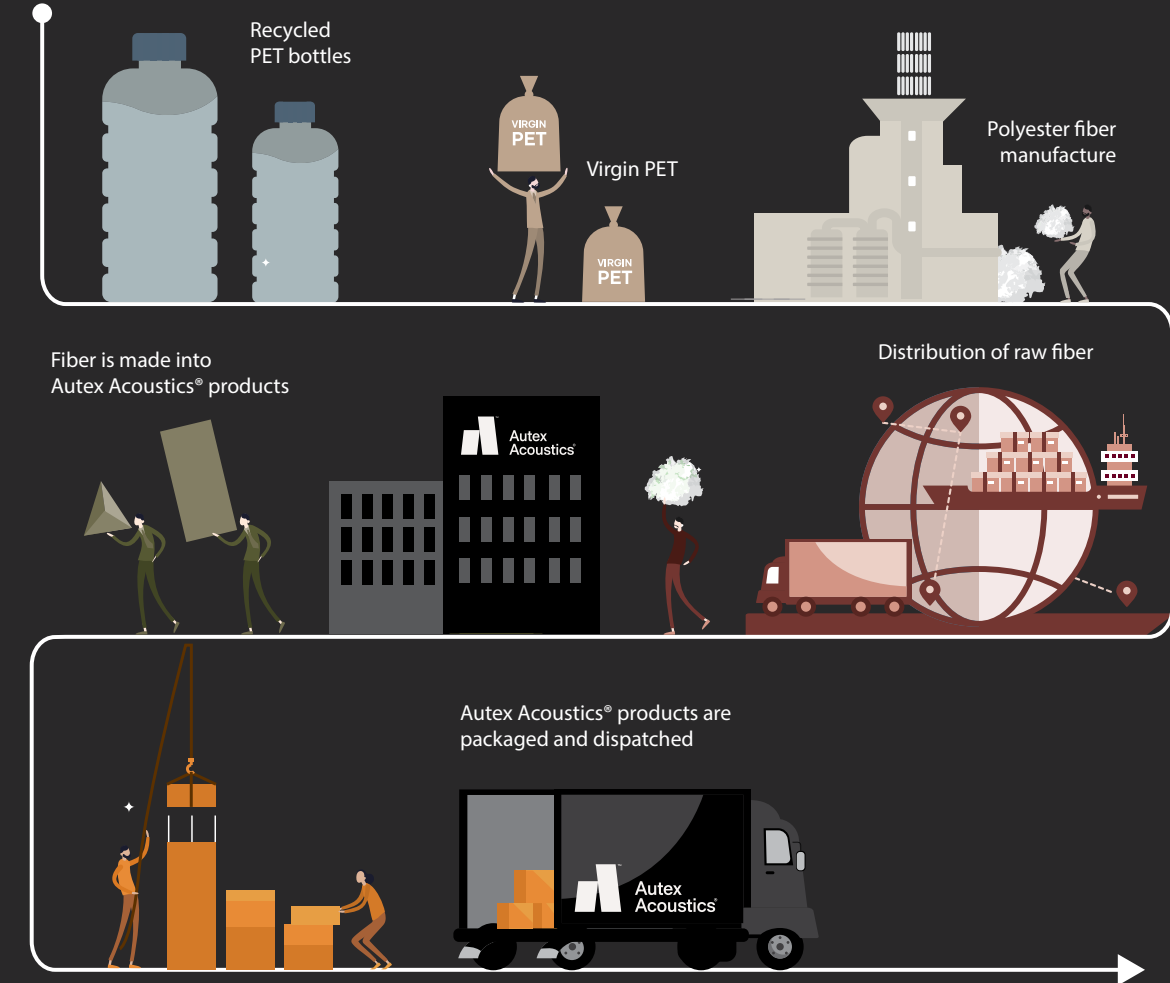 Recycled
PET bottles
VIRGIN
PET
Virgin PET
VIRGIN
PET
Polyester fiber
manufacture
Distribution of raw fiber
Autex
Acoustics®
Fiber is made into
Autex Acoustics® products
Autex Acoustics® products are
packaged and dispatched
Autex
Acoustics®